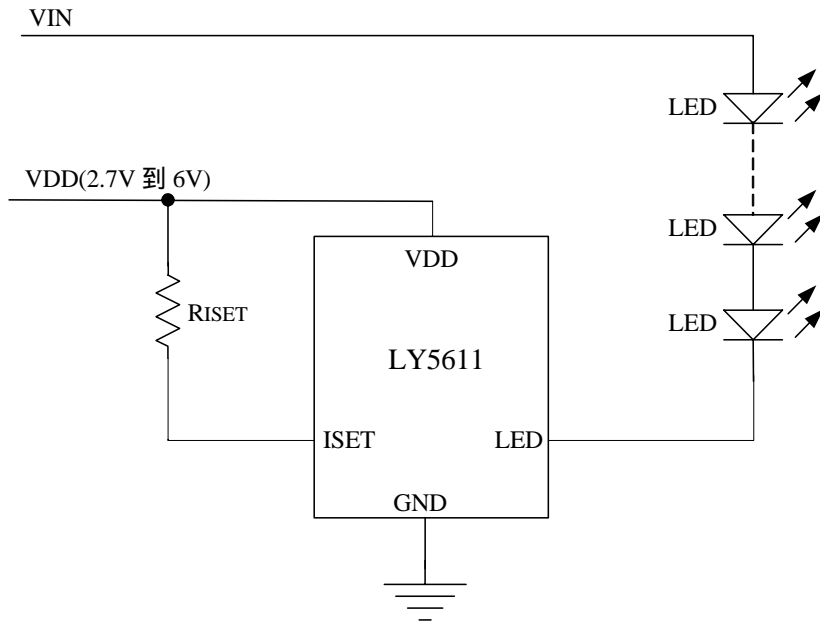 VIN
LED
VDD(2.7V 到 6V)
LED
VDD
RISET
LED
LY5611
ISET
LED
GND